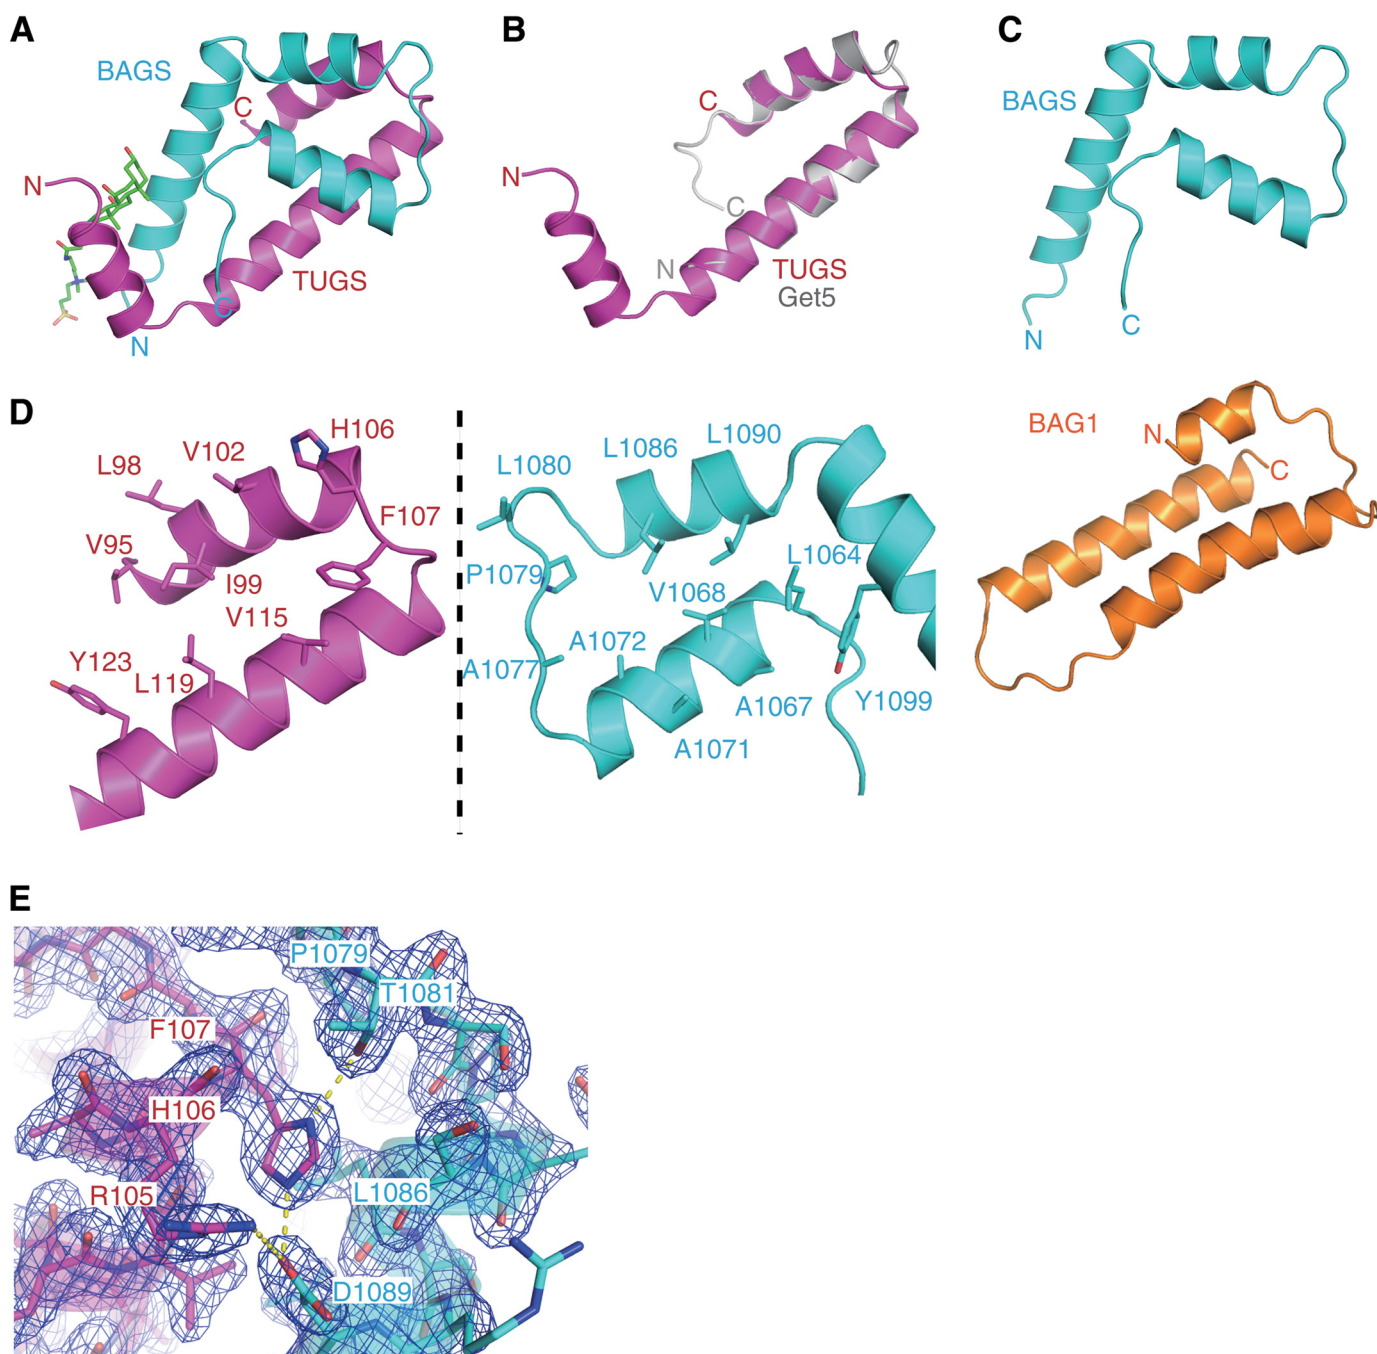 A
BAGS
C
N
TUGS
C
N
B
C
N
C
N
TUGS
Get5
C
BAGS
N
C
BAG1
N
C
D
H106
V102
L98
F107
V95
I99
V115
Y123
L119
L1090
L1086
L1080
L1064
P1079
V1068
A1072
A1077
Y1099
A1067
A1071
E
P1079
T1081
F107
H106
R105
L1086
D1089